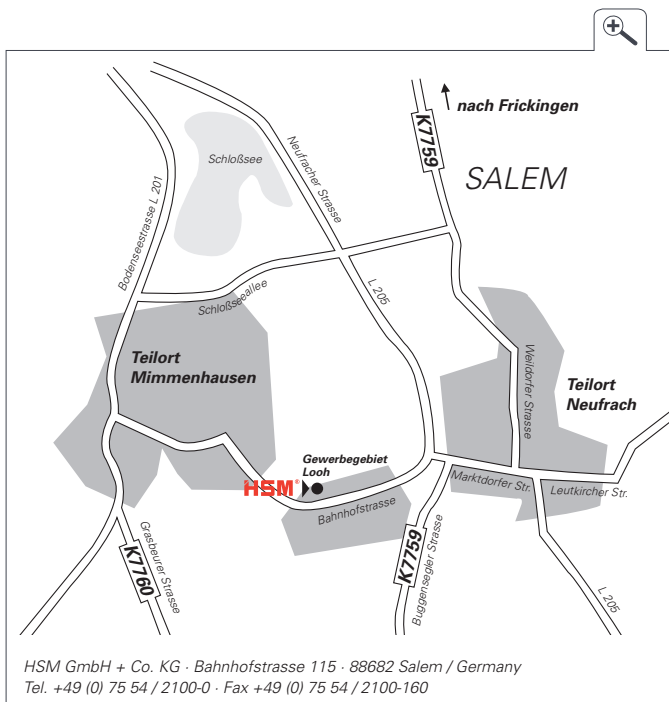 nach Frickingen
K7759
SALEM
Schloßsee
Neufracher Strasse
Bodenseestrasse L 201
Schloßseeallee
L 205
Teilort
Mimmenhausen
Weildorfer Strasse
Teilort
Neufrach
Gewerbegebiet
Looh
HSM®
Bahnhofstrasse
Marktdorfer Str.
Leutkircher Str.
Grasbeurer Strasse
K7760
K7759
Buggensegler Strasse
L 205
HSM GmbH + Co. KG · Bahnhofstrasse 115 · 88682 Salem / Germany
Tel. +49 (0) 75 54 / 2100-0 · Fax +49 (0) 75 54 / 2100-160